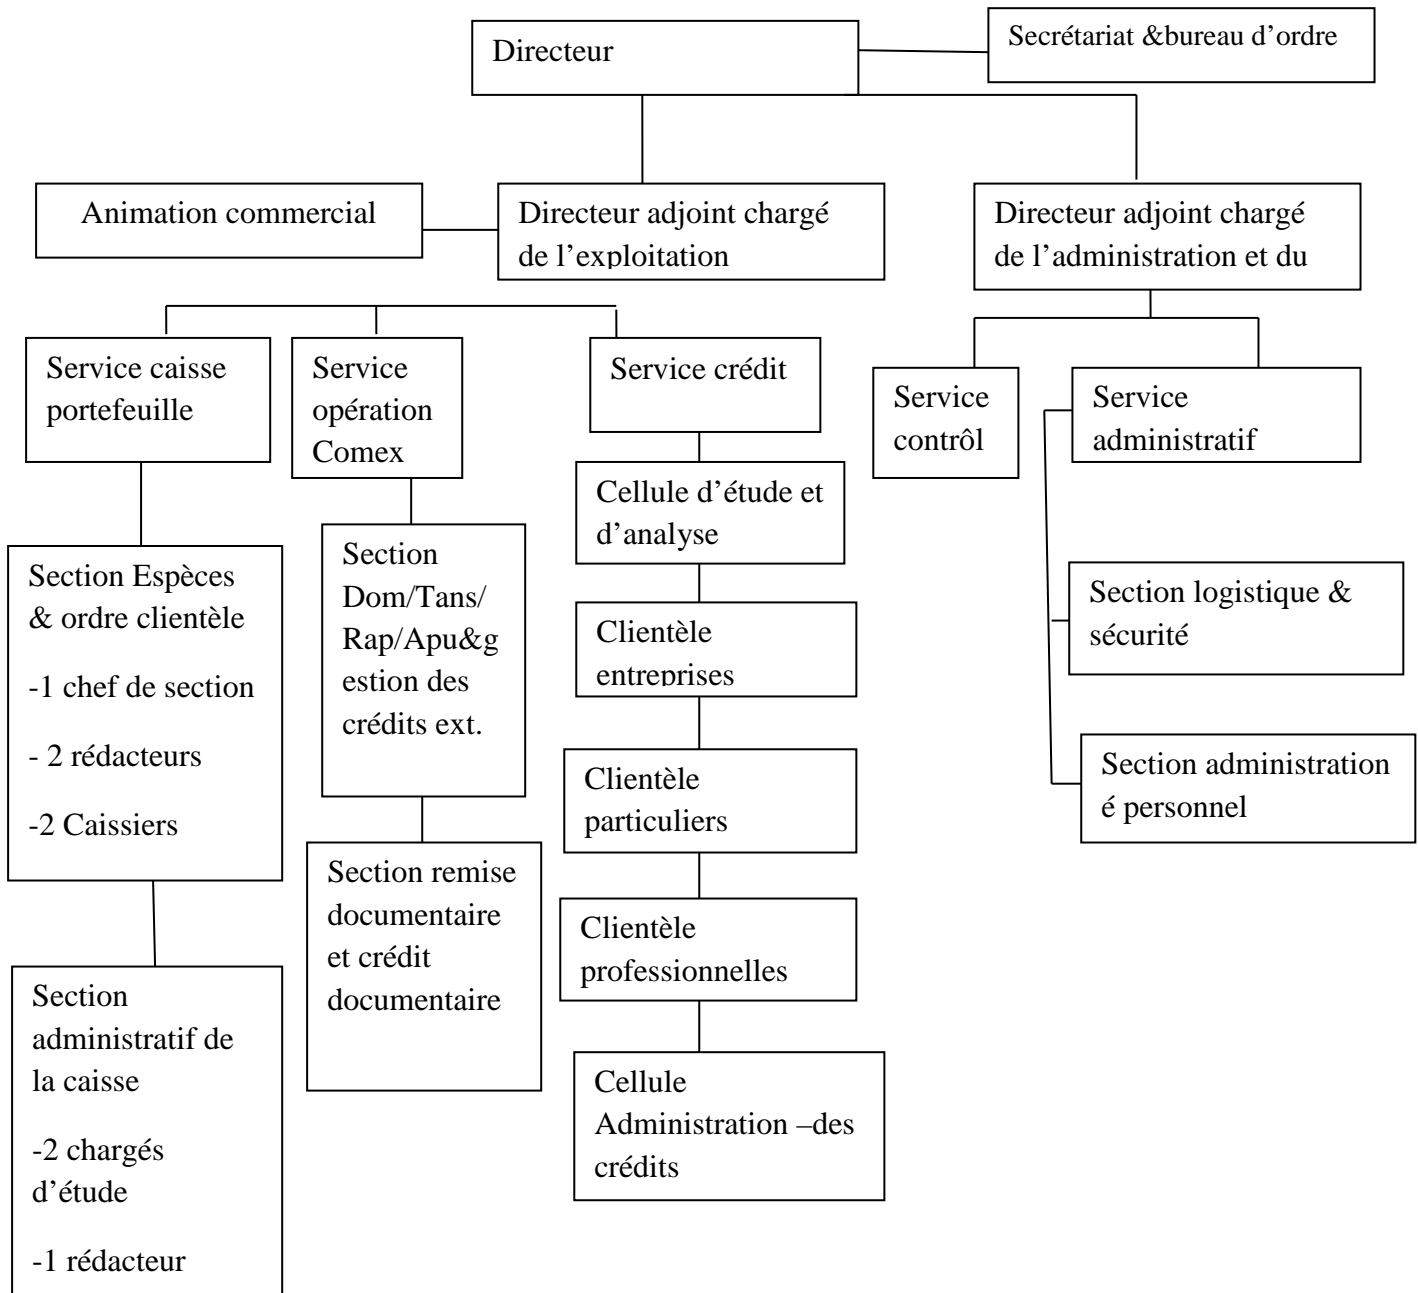 Directeur
Secrétariat &bureau d’ordre
Animation commercial
Directeur adjoint chargé
de l’exploitation
Directeur adjoint chargé
de l’administration et du
Service caisse
portefeuille
Service
opération
Comex
Service crédit
Service
contrôl
Service
administratif
Cellule d’étude et
d’analyse
Section Espèces
& ordre clientèle
-1 chef de section
- 2 rédacteurs
-2 Caissiers
Section
Dom/Tans/
Rap/Apu&g
estion des
crédits ext.
Clientèle
entreprises
Section logistique &
sécurité
Clientèle
particuliers
Section administration
é personnel
Section remise
documentaire
et crédit
documentaire
Clientèle
professionnelles
Section
administratif de
la caisse
-2 chargés
d’étude
-1 rédacteur
Cellule
Administration –des
crédits